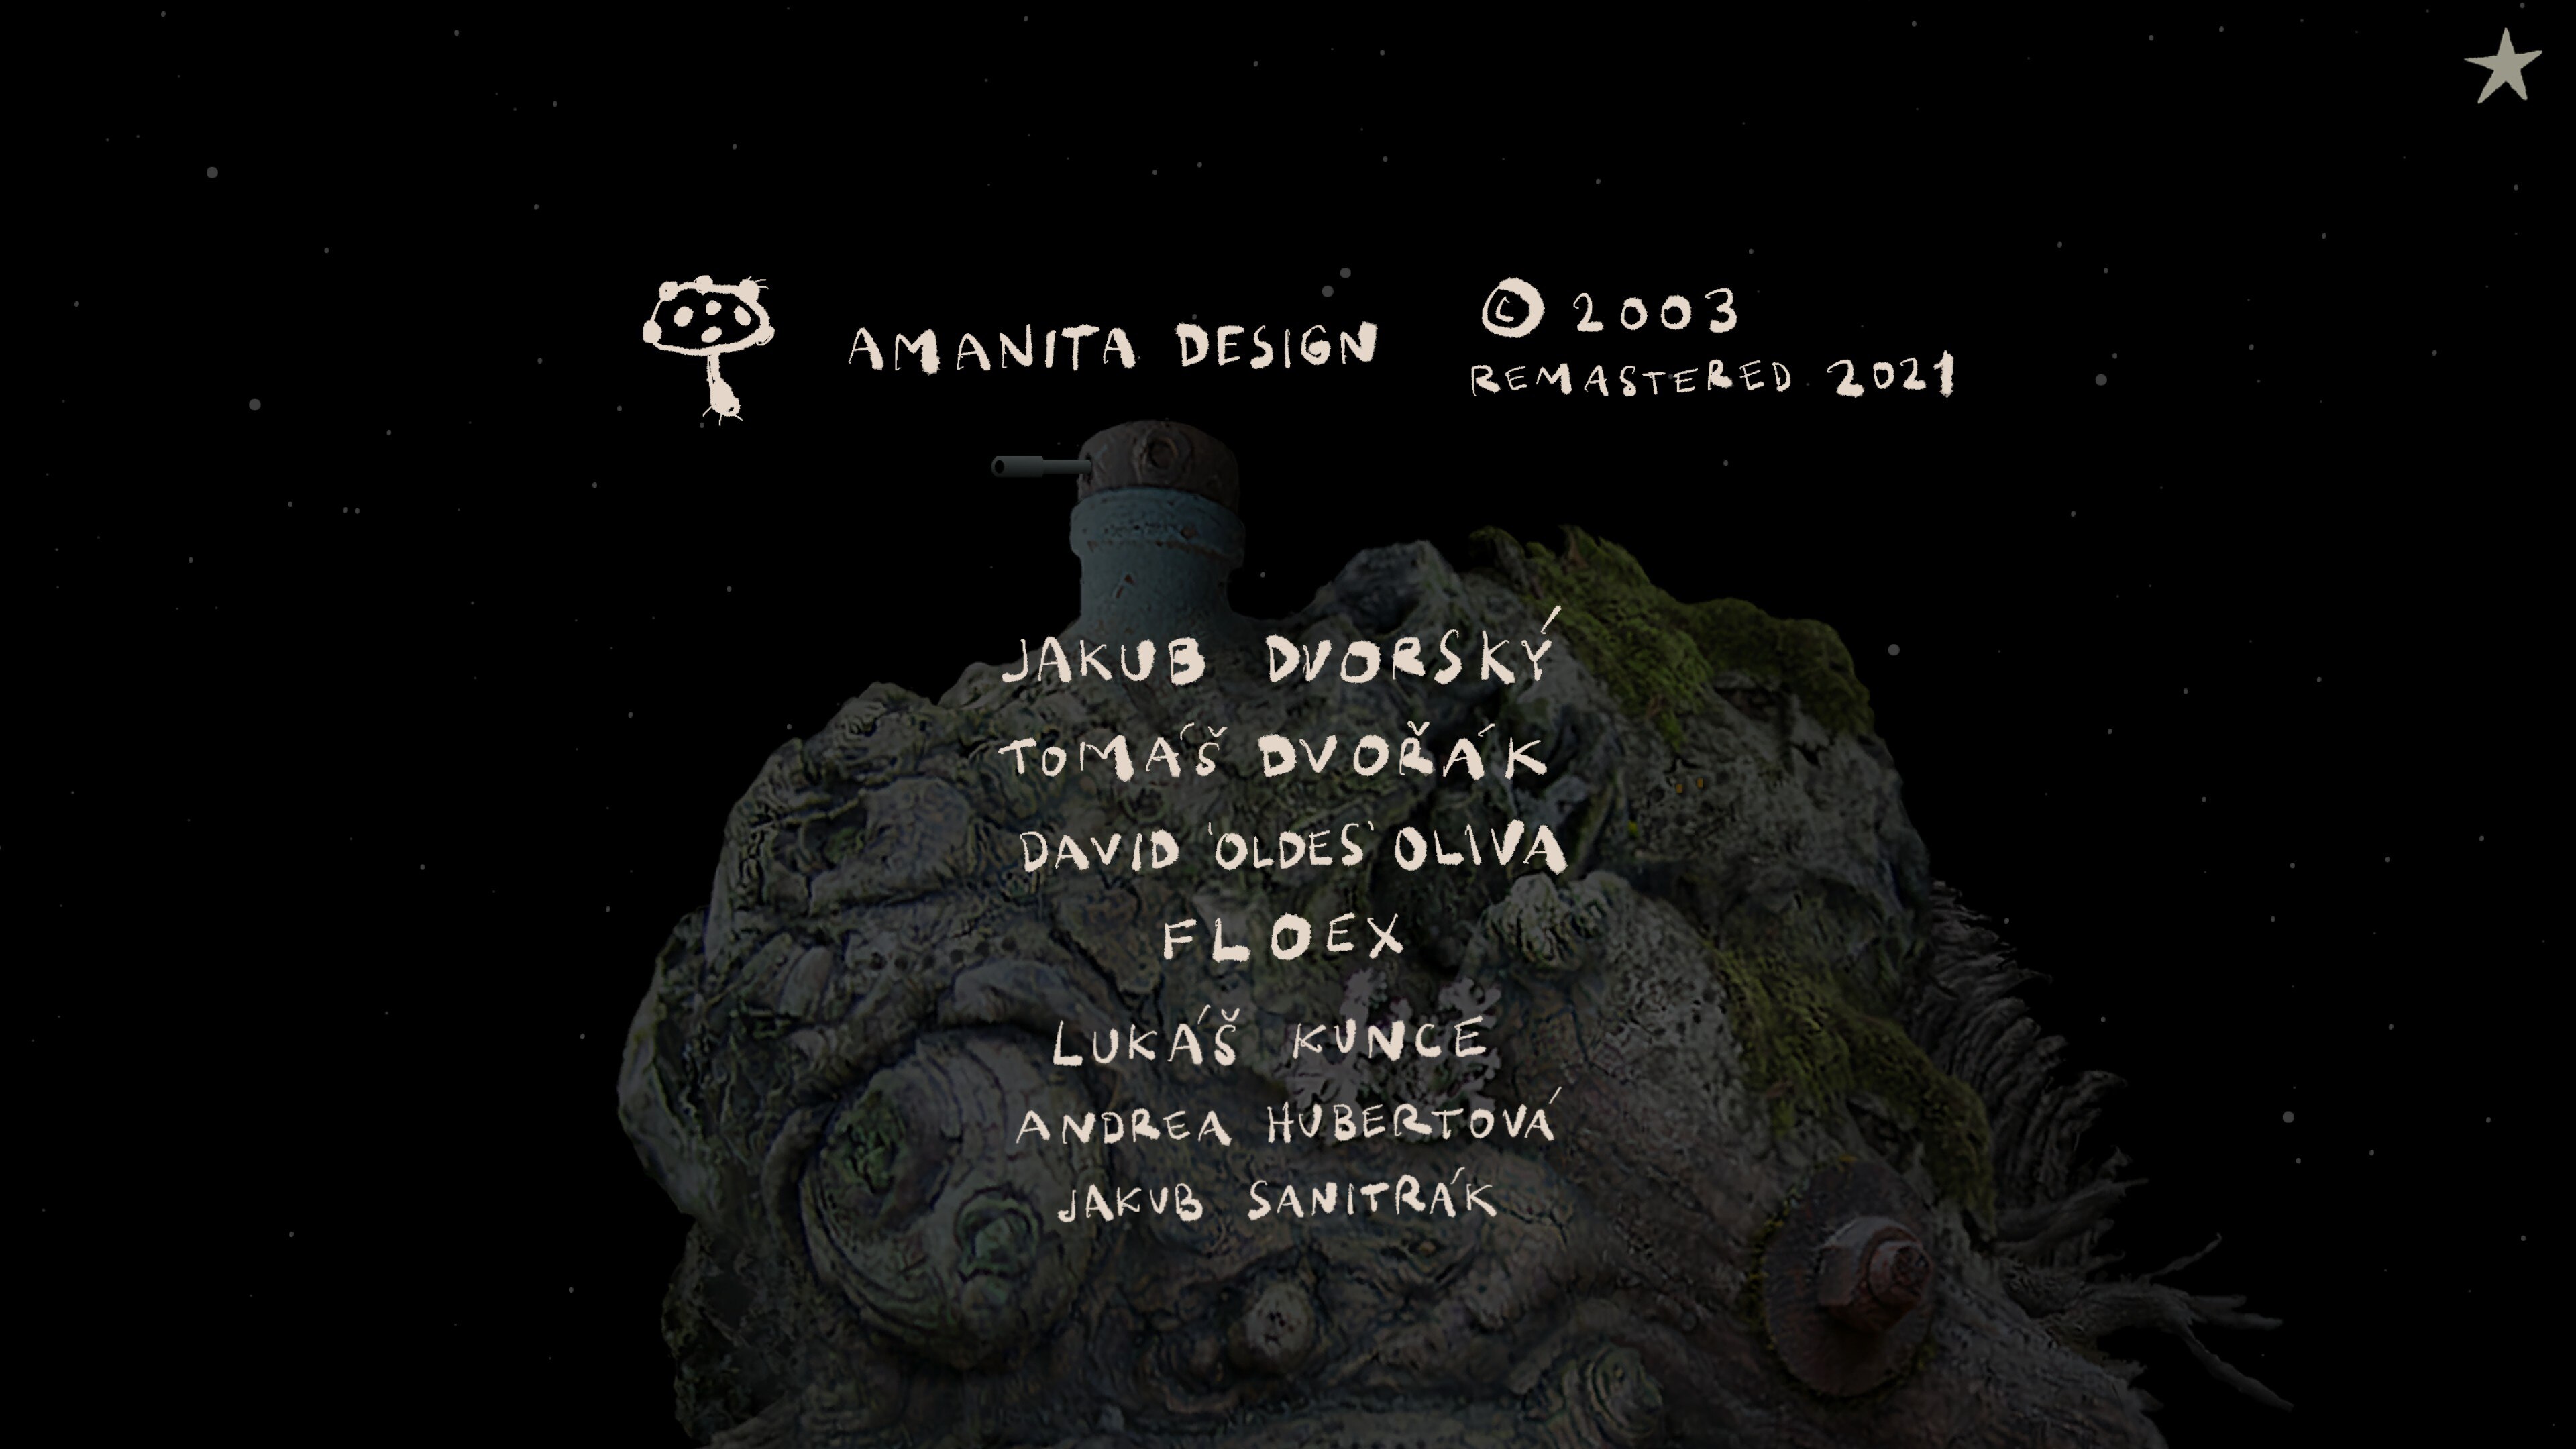 AMANITA DESIGN
© 2003
REMASTERED 2021
JAKUB DVORSKÝ
TOMÁŠ DVOŘÁK
DAVID 'OLDES' OLIVA
FLOEX
LUKÁŠ KUNCE
ANDREA HUBERTOVÁ
JAKUB SANITRÁK